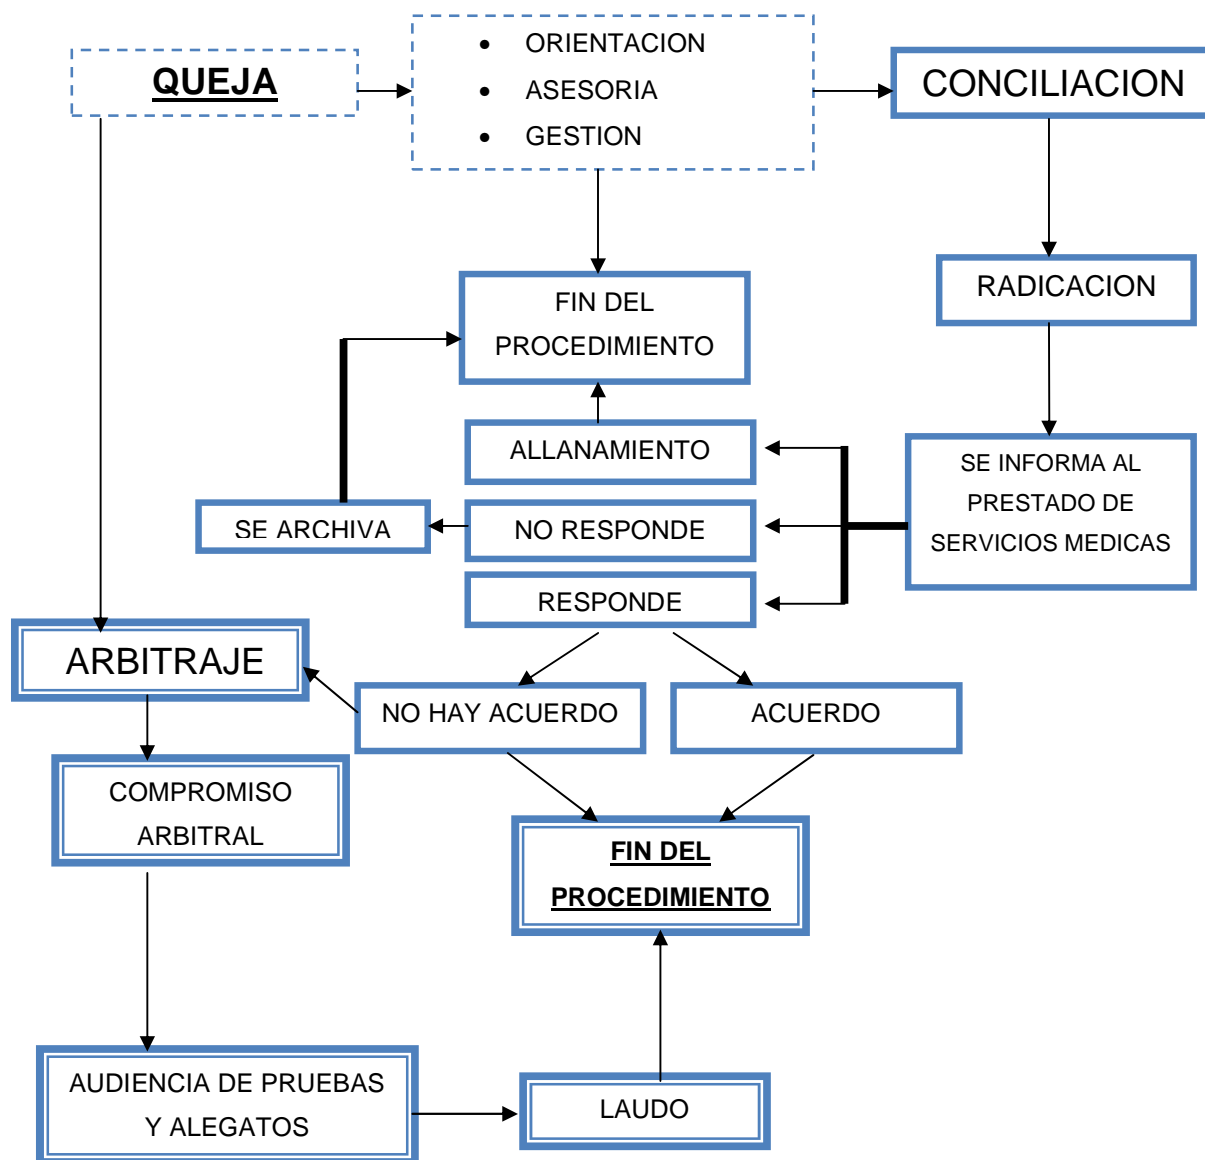 QUEJA
• ORIENTACION
• ASESORIA
• GESTION
CONCILIACION
RADICACION
FIN DEL
PROCEDIMIENTO
ALLANAMIENTO
SE INFORMA AL
PRESTADO DE
SERVICIOS MEDICAS
SE ARCHIVA
NO RESPONDE
RESPONDE
ARBITRAJE
NO HAY ACUERDO
ACUERDO
COMPROMISO
ARBITRAL
FIN DEL
PROCEDIMIENTO
AUDIENCIA DE PRUEBAS
Y ALEGATOS
LAUDO